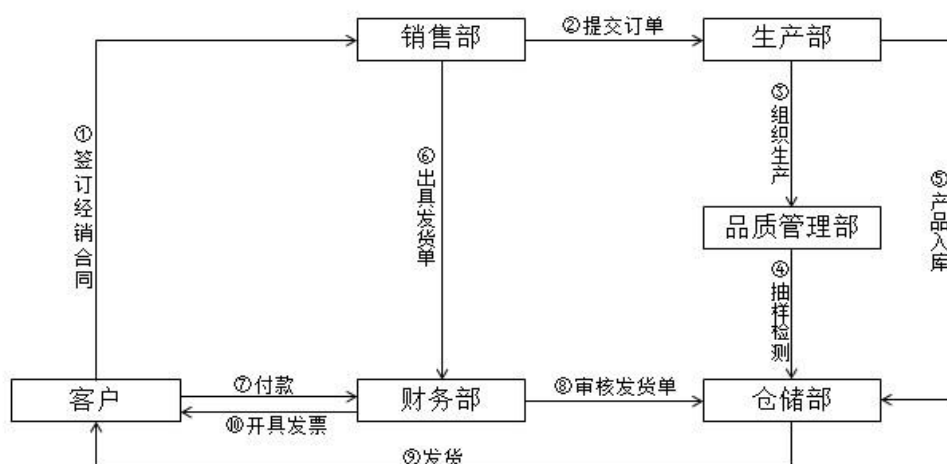 销售部
②提交订单
生产部
①签订经销合同
⑥出具发货单
③组织生产
⑤产品入库
品质管理部
④抽样检测
客户
⑦付款
财务部
⑧审核发货单
仓储部
⑩开具发票
⑨发货